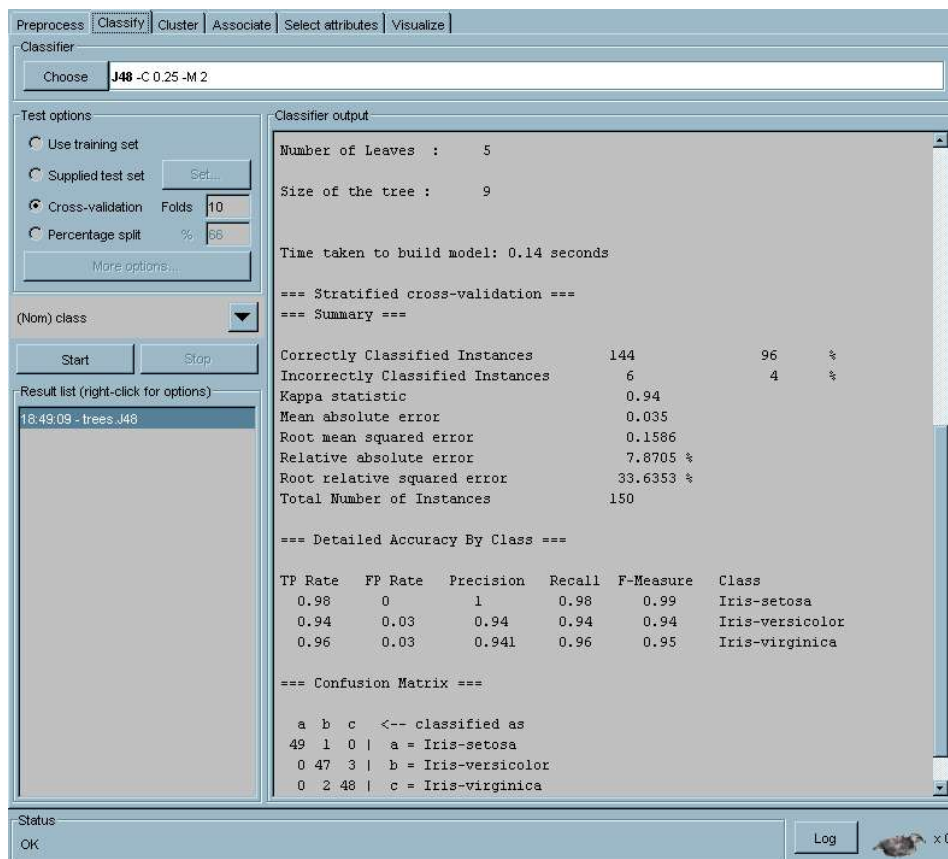 Preprocess Classify Cluster Associate Select attributes Visualize
Classifier
Choose J48 -C 0.25 -M 2
Test options
Use training set
Supplied test set Set...
Cross-validation Folds 10
Percentage split % 66
More options...
(Nom) class
Start Stop
Result list (right-click for options)
18:49:09 - trees.J48
Classifier output
Number of Leaves : 5
Size of the tree : 9
Time taken to build model: 0.14 seconds
=== Stratified cross-validation ===
=== Summary ===
Correctly Classified Instances 144 96 %
Incorrectly Classified Instances 6 4 %
Kappa statistic 0.94
Mean absolute error 0.035
Root mean squared error 0.1586
Relative absolute error 7.8705 %
Root relative squared error 33.6353 %
Total Number of Instances 150
=== Detailed Accuracy By Class ===
TP Rate FP Rate Precision Recall F-Measure Class
0.98 0 1 0.98 0.99 Iris-setosa
0.94 0.03 0.94 0.94 0.94 Iris-versicolor
0.96 0.03 0.941 0.96 0.95 Iris-virginica
=== Confusion Matrix ===
a b c <-- classified as
49 1 0 | a = Iris-setosa
0 47 3 | b = Iris-versicolor
0 2 48 | c = Iris-virginica
Status
OK
Log x 0